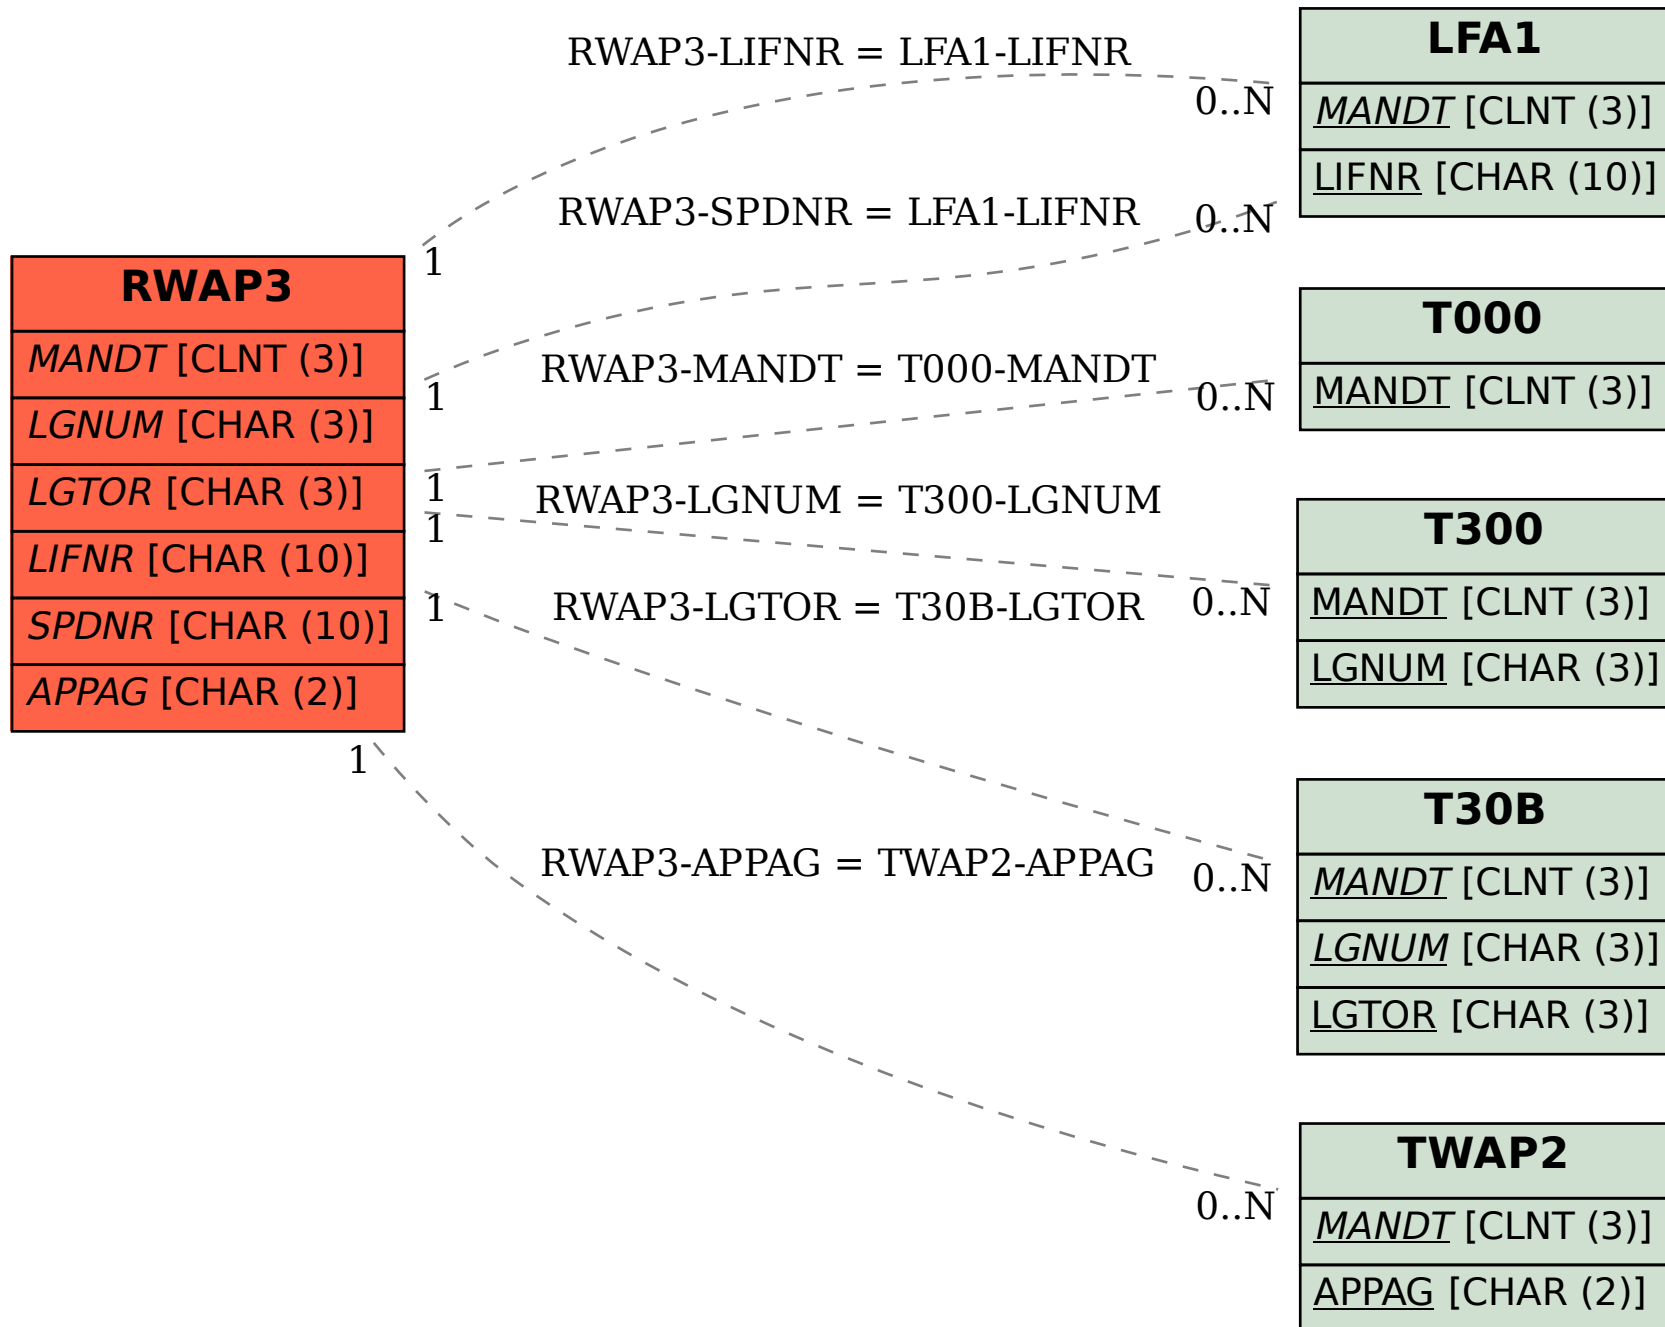 RWAP3
MANDT [CLNT (3)]
LGNUM [CHAR (3)]
LGTOR [CHAR (3)]
LIFNR [CHAR (10)]
SPDNR [CHAR (10)]
APPAG [CHAR (2)]
RWAP3-LIFNR = LFA1-LIFNR
0..N
1
RWAP3-SPDNR = LFA1-LIFNR
0..N
1
RWAP3-MANDT = T000-MANDT
0..N
1
RWAP3-LGNUM = T300-LGNUM
0..N
1
RWAP3-LGTOR = T30B-LGTOR
0..N
1
RWAP3-APPAG = TWAP2-APPAG
0..N
1
LFA1
MANDT [CLNT (3)]
LIFNR [CHAR (10)]
T000
MANDT [CLNT (3)]
T300
MANDT [CLNT (3)]
LGNUM [CHAR (3)]
T30B
MANDT [CLNT (3)]
LGNUM [CHAR (3)]
LGTOR [CHAR (3)]
TWAP2
MANDT [CLNT (3)]
APPAG [CHAR (2)]